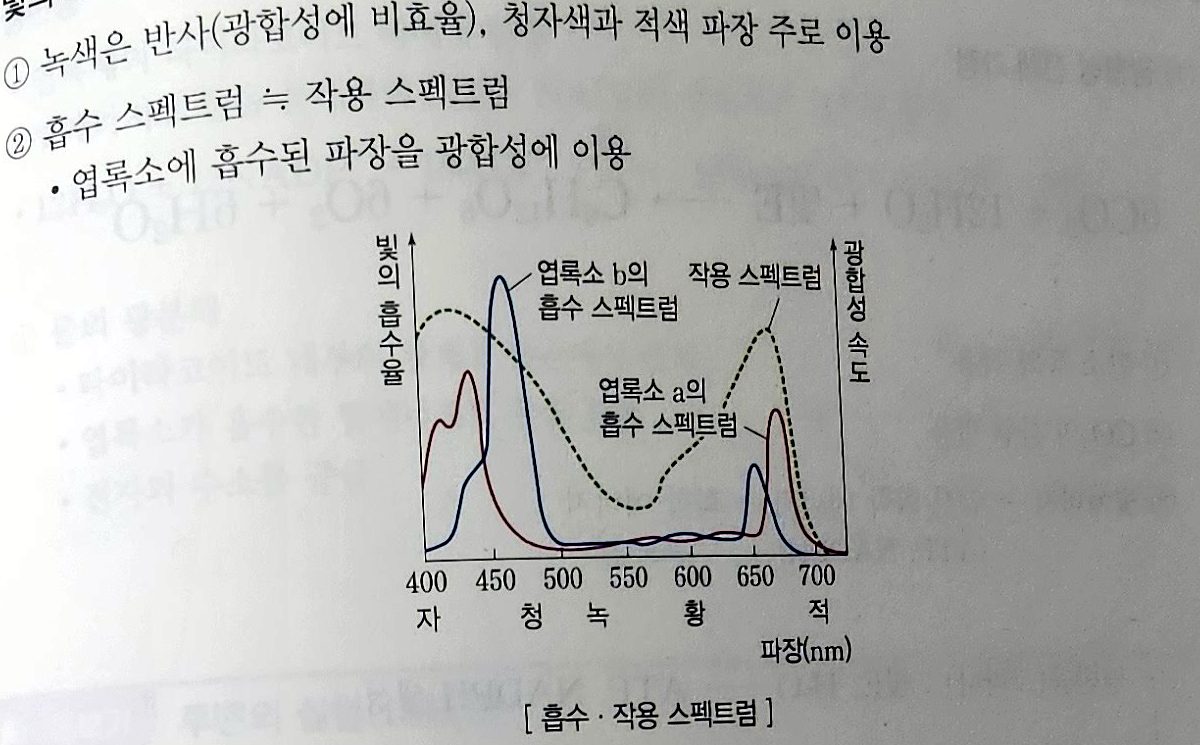 ① 녹색은 반사(광합성에 비효율), 청자색과 적색 파장 주로 이용
② 흡수 스펙트럼 ≒ 작용 스펙트럼
• 엽록소에 흡수된 파장을 광합성에 이용
빛의 흡수율
광합성 속도
엽록소 b의
흡수 스펙트럼
작용 스펙트럼
엽록소 a의
흡수 스펙트럼
400 450 500 550 600 650 700
자 청 녹 황 적
파장(nm)
[ 흡수 · 작용 스펙트럼 ]